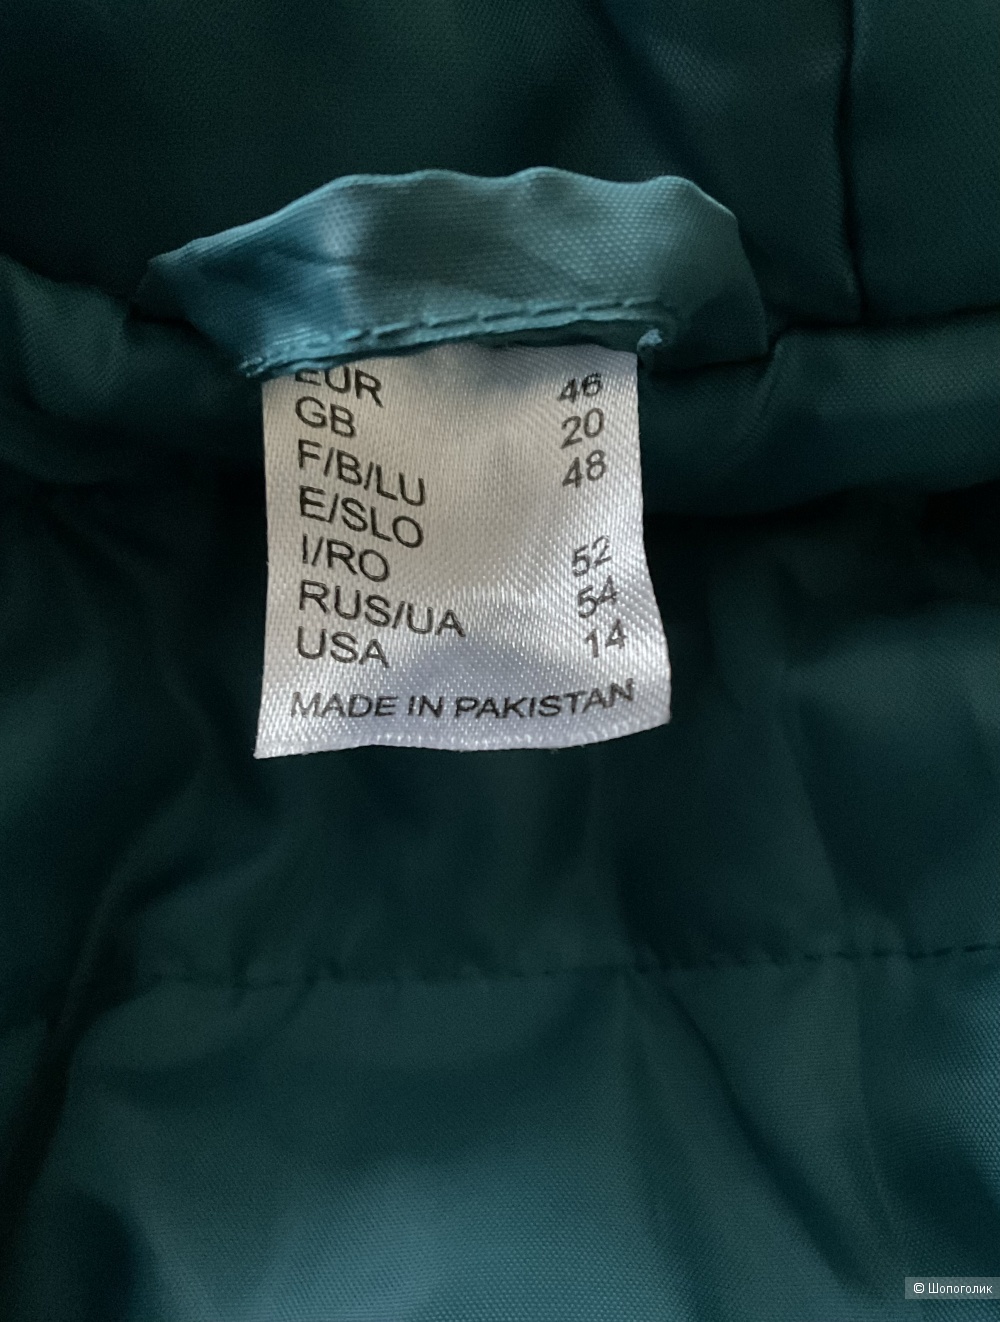 EUR 46
GB 20
F/B/LU 48
E/SLO
I/RO 52
RUS/UA 54
USA 14
MADE IN PAKISTAN
© Шопоголик